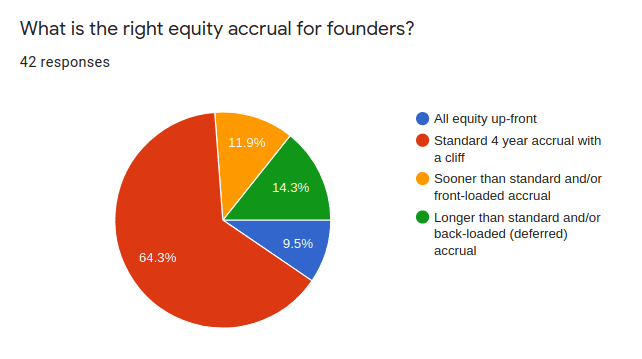 What is the right equity accrual for founders?
42 responses
11.9%
14.3%
9.5%
64.3%
All equity up-front
Standard 4 year accrual with
a cliff
Sooner than standard and/or
front-loaded accrual
Longer than standard and/or
back-loaded (deferred)
accrual